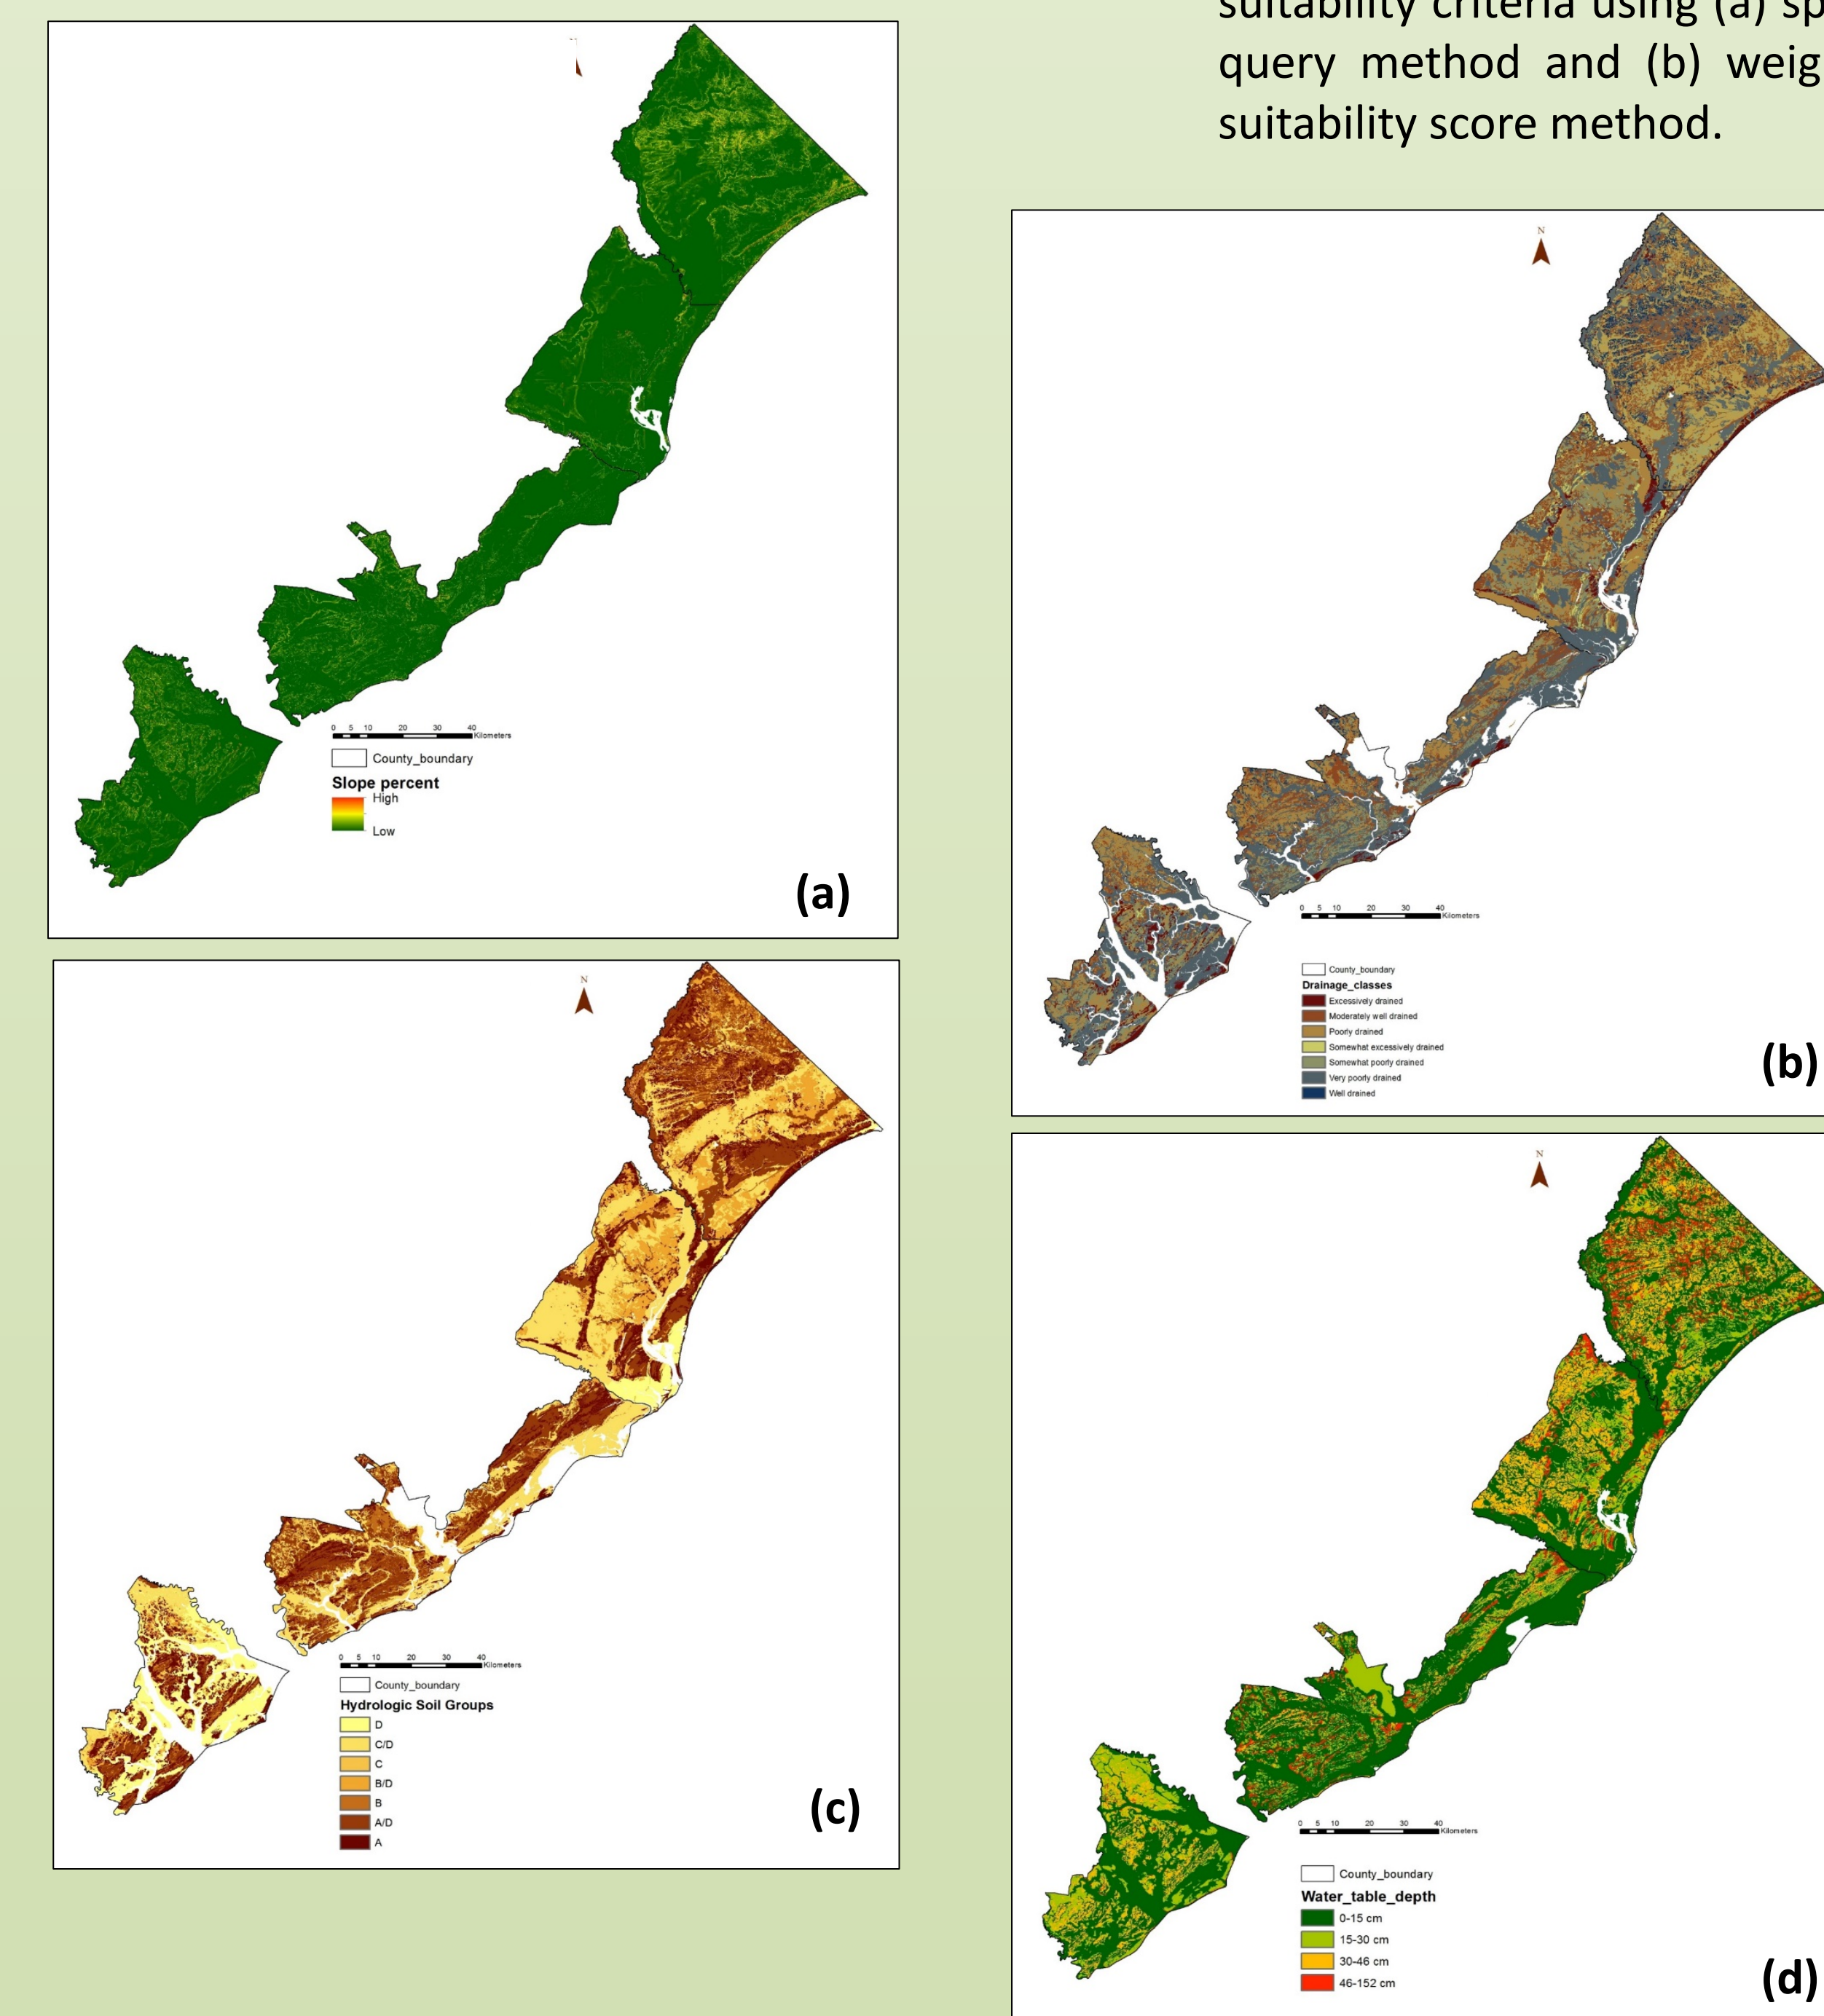 suitability criteria using (a)
query method and (b)
suitability score method.
0 5 10 20 30 40
Kilometers
County_boundary
Slope percent
High
Low
(a)
N
0 5 10 20 30 40
Kilometers
County_boundary
Drainage_classes
Excessively drained
Moderately well drained
Poorly drained
Somewhat excessively drained
Somewhat poorly drained
Very poorly drained
Well drained
(b)
N
0 5 10 20 30 40
Kilometers
County_boundary
Hydrologic Soil Groups
D
C/D
C
B/D
B
A/D
A
(c)
N
0 5 10 20 30 40
Kilometers
County_boundary
Water_table_depth
0-15 cm
15-30 cm
30-46 cm
46-152 cm
(d)